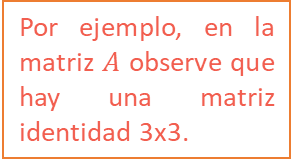 Por ejemplo, en la
matriz A observe que
hay una matriz
identidad 3x3.